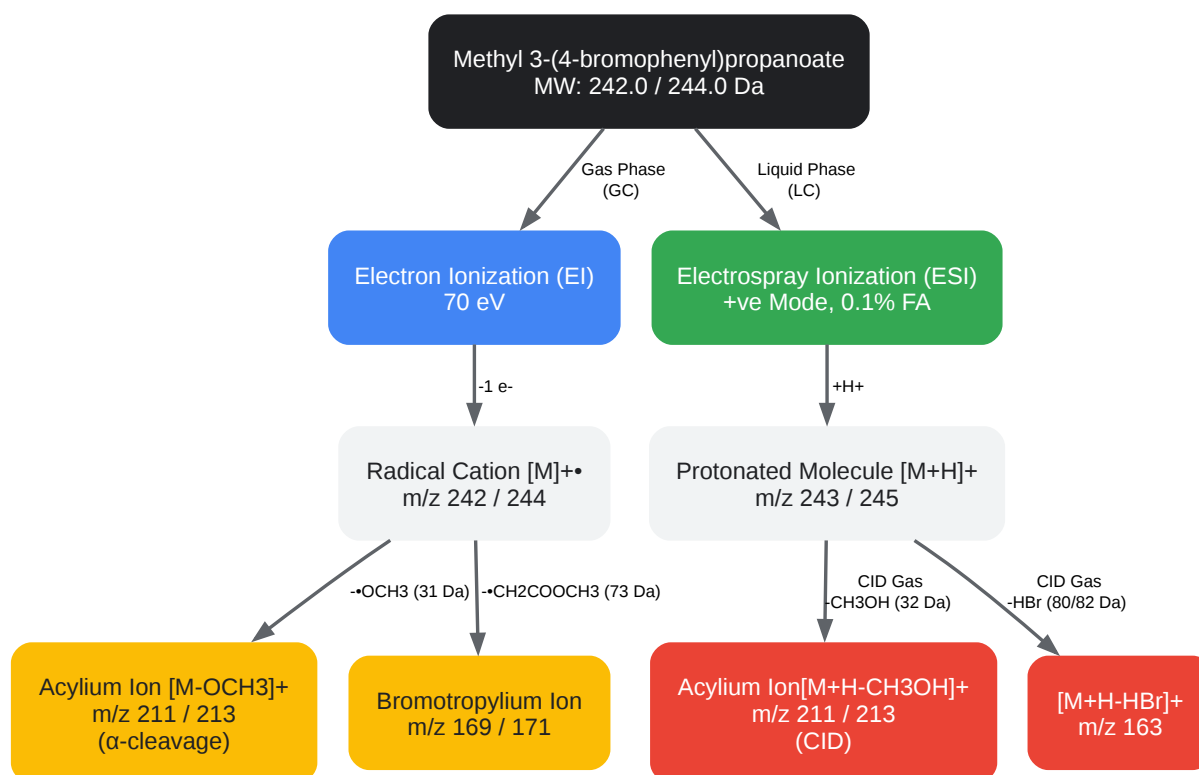 Methyl 3-(4-bromophenyl)propanoate
MW: 242.0 / 244.0 Da
Gas Phase
(GC)
Liquid Phase
(LC)
Electron Ionization (EI)
70 eV
Electrospray Ionization (ESI)
+ve Mode, 0.1% FA
-1 e-
+H+
Radical Cation [M]+•
m/z 242 / 244
Protonated Molecule [M+H]+
m/z 243 / 245
-•OCH3 (31 Da)
-•CH2COOCH3 (73 Da)
CID Gas
-CH3OH (32 Da)
CID Gas
-HBr (80/82 Da)
Acylium Ion [M-OCH3]+
m/z 211 / 213
(α-cleavage)
Bromotropylium Ion
m/z 169 / 171
Acylium Ion[M+H-CH3OH]+
m/z 211 / 213
(CID)
[M+H-HBr]+
m/z 163